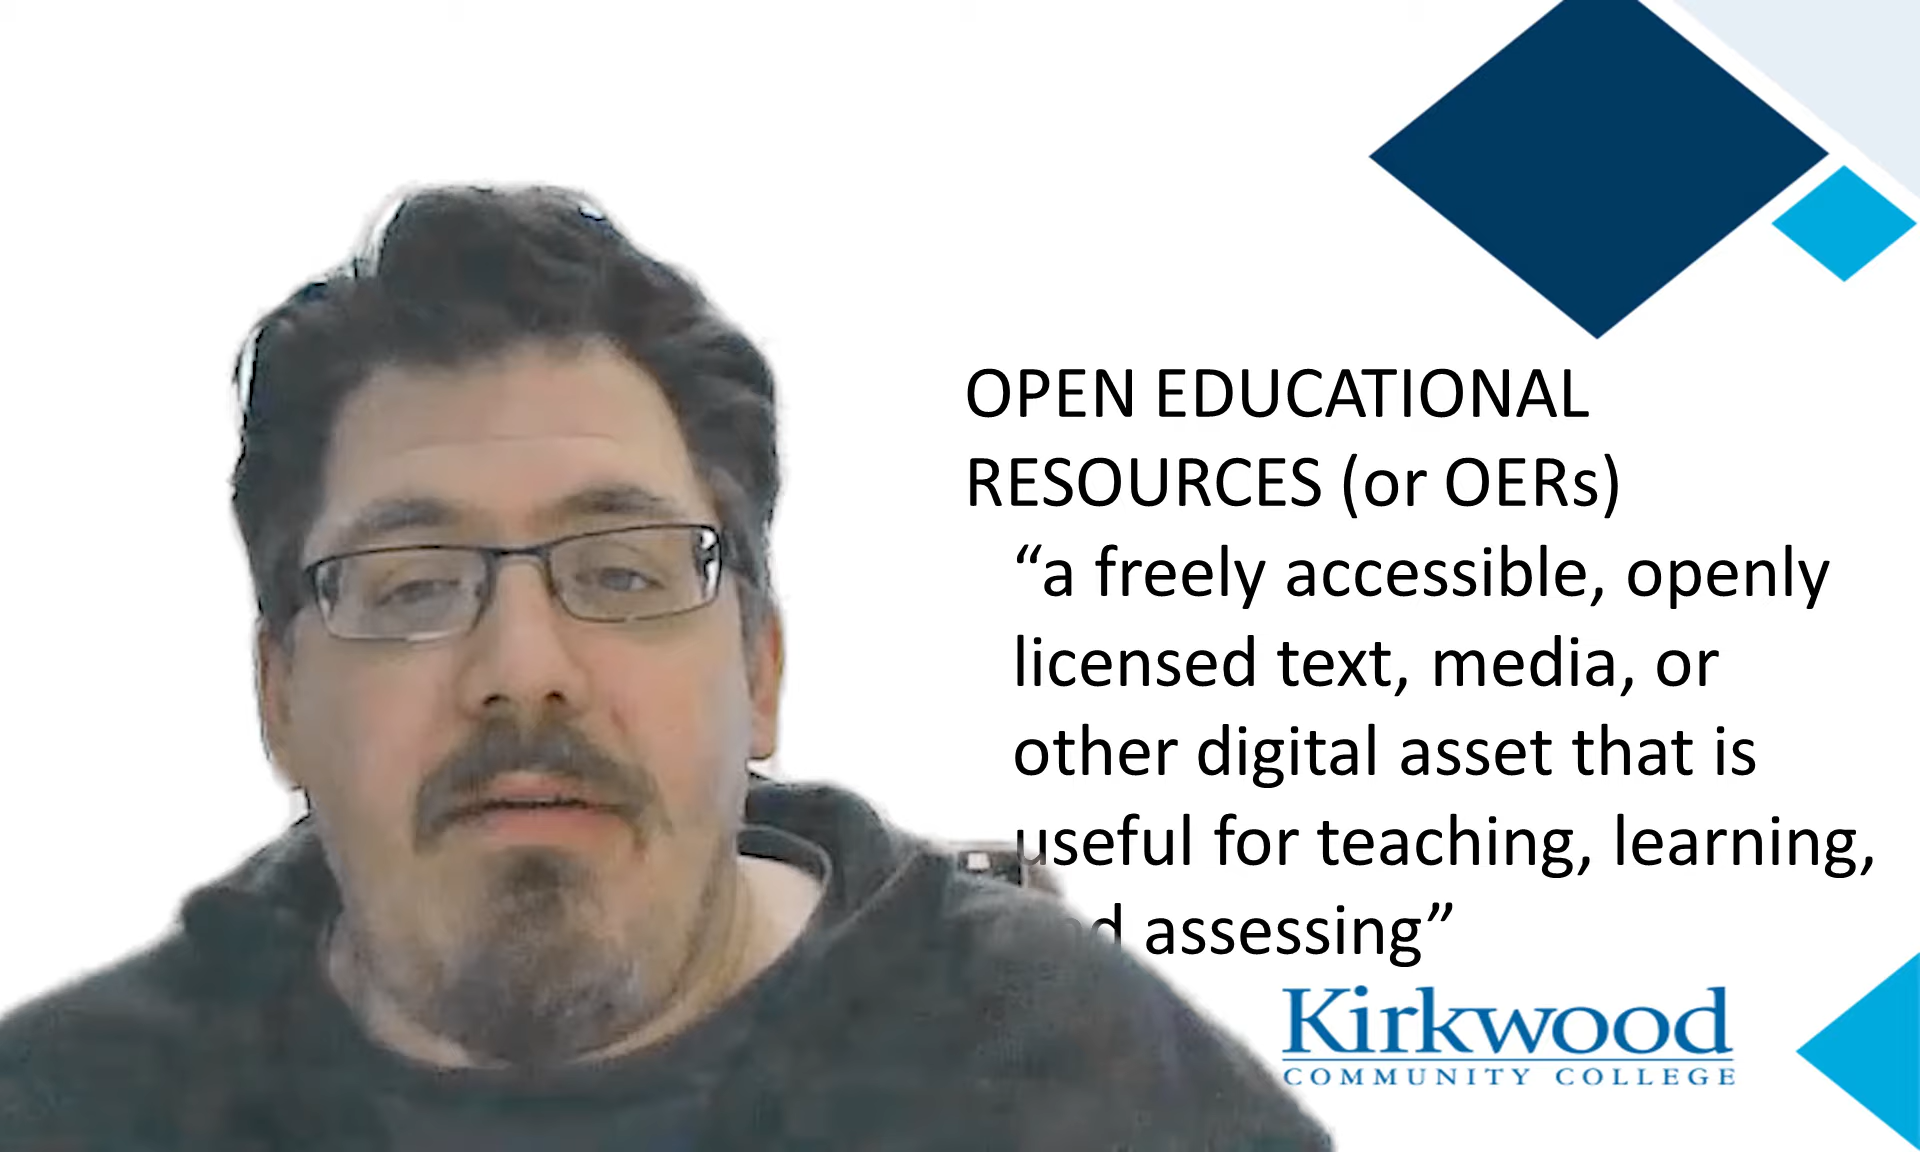 OPEN EDUCATIONAL
RESOURCES (or OERs)
“a freely accessible, openly
licensed text, media, or
other digital asset that is
useful for teaching, learning,
assessing”
Kirkwood
COMMUNITY COLLEGE